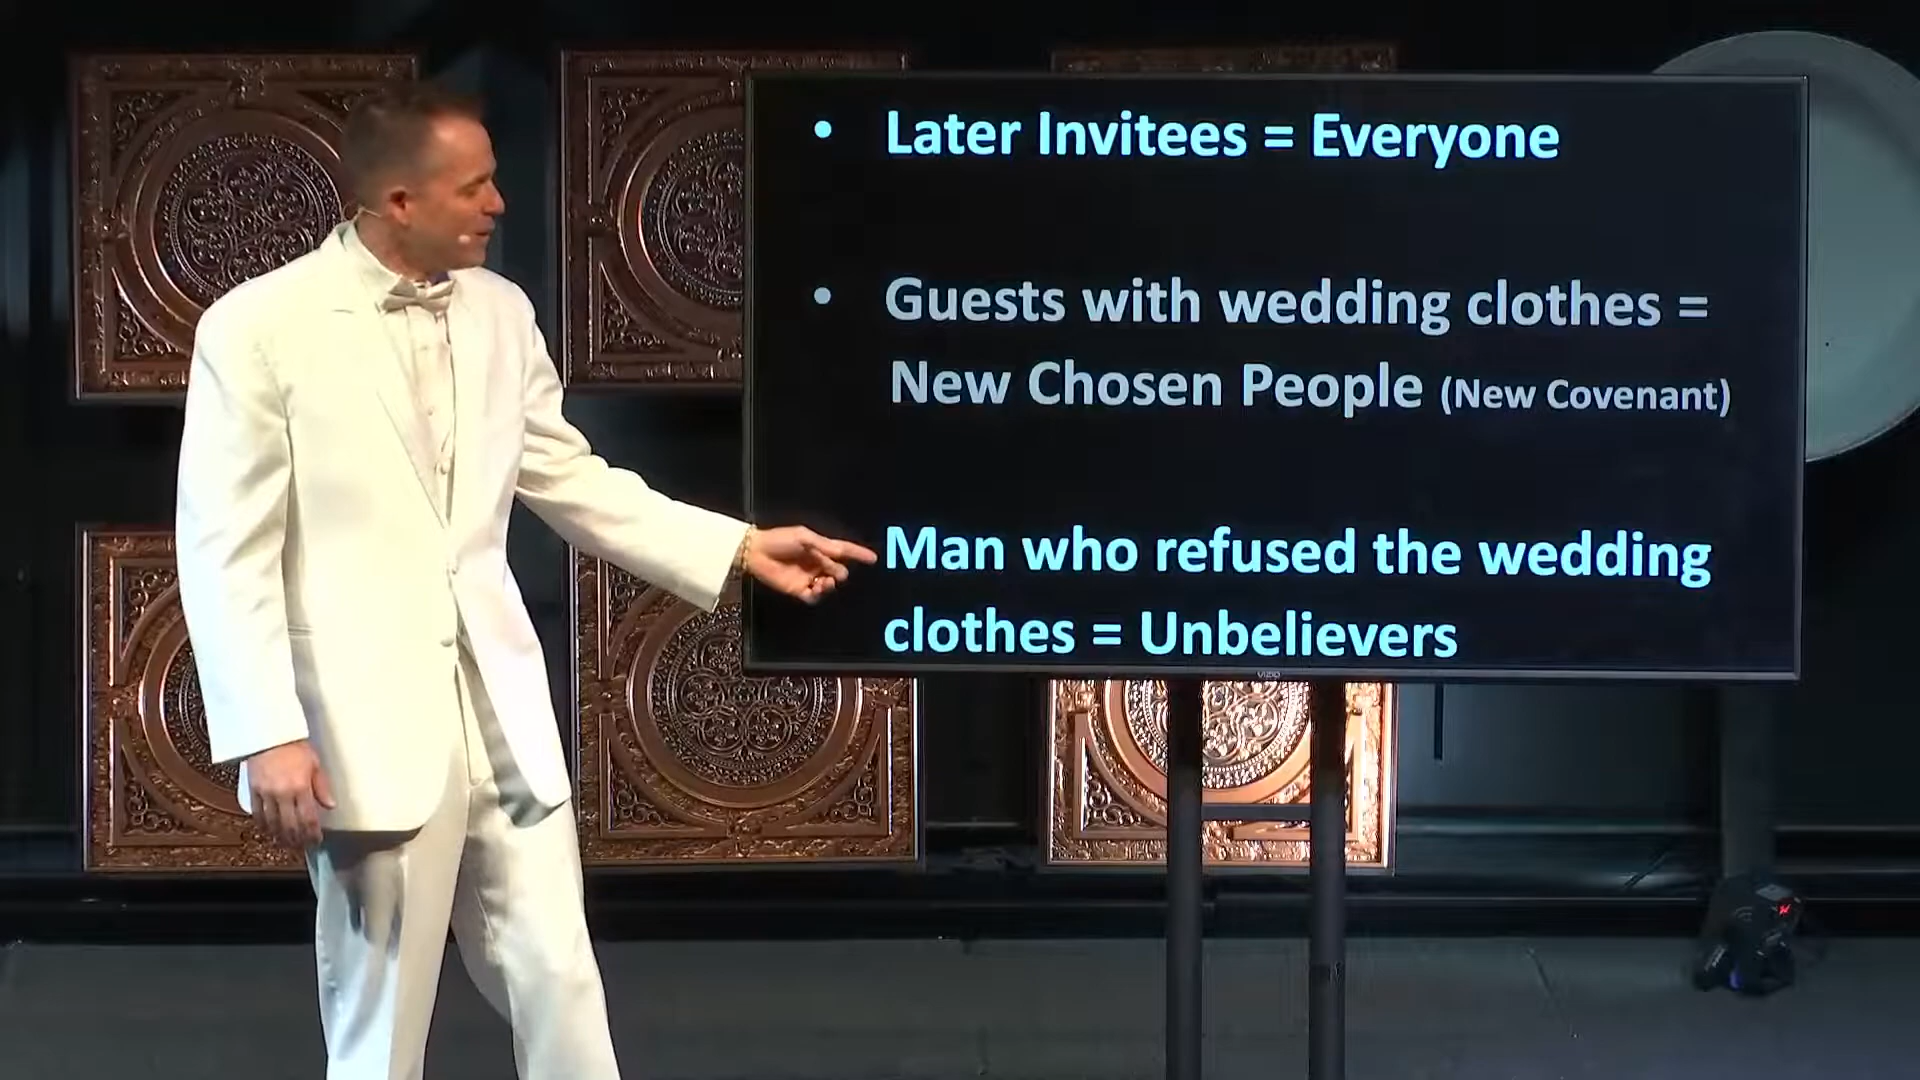 • Later Invitees = Everyone
• Guests with wedding clothes =
New Chosen People (New Covenant)
Man who refused the wedding
clothes = Unbelievers
VIZIO